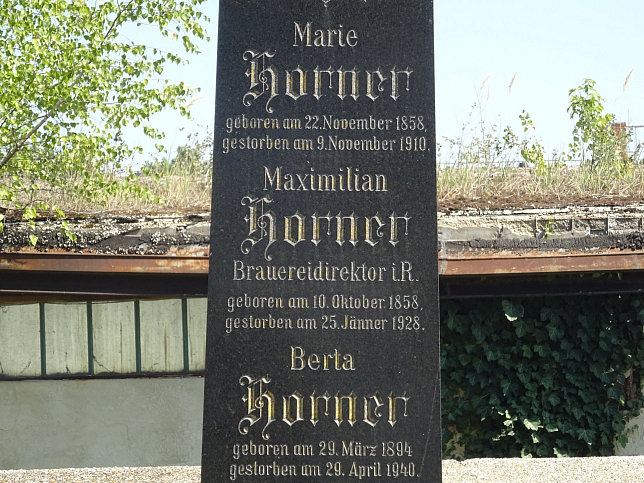 Marie
Horner
geboren am 22. November 1858,
gestorben am 9. November 1910.
Maximilian
Horner
Brauereidirektor i. R.
geboren am 10. Oktober 1858,
gestorben am 25. Jänner 1928.
Berta
Horner
geboren am 29. März 1894
gestorben am 29. April 1940.